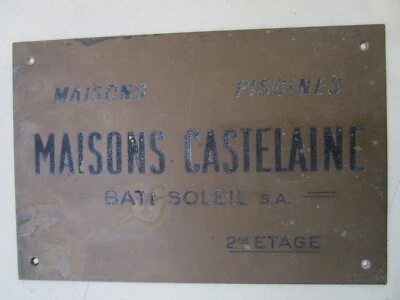 MAISONS PISCINES
MAISONS CASTELAINE
BATI-SOLEIL S.A.
2ME ETAGE